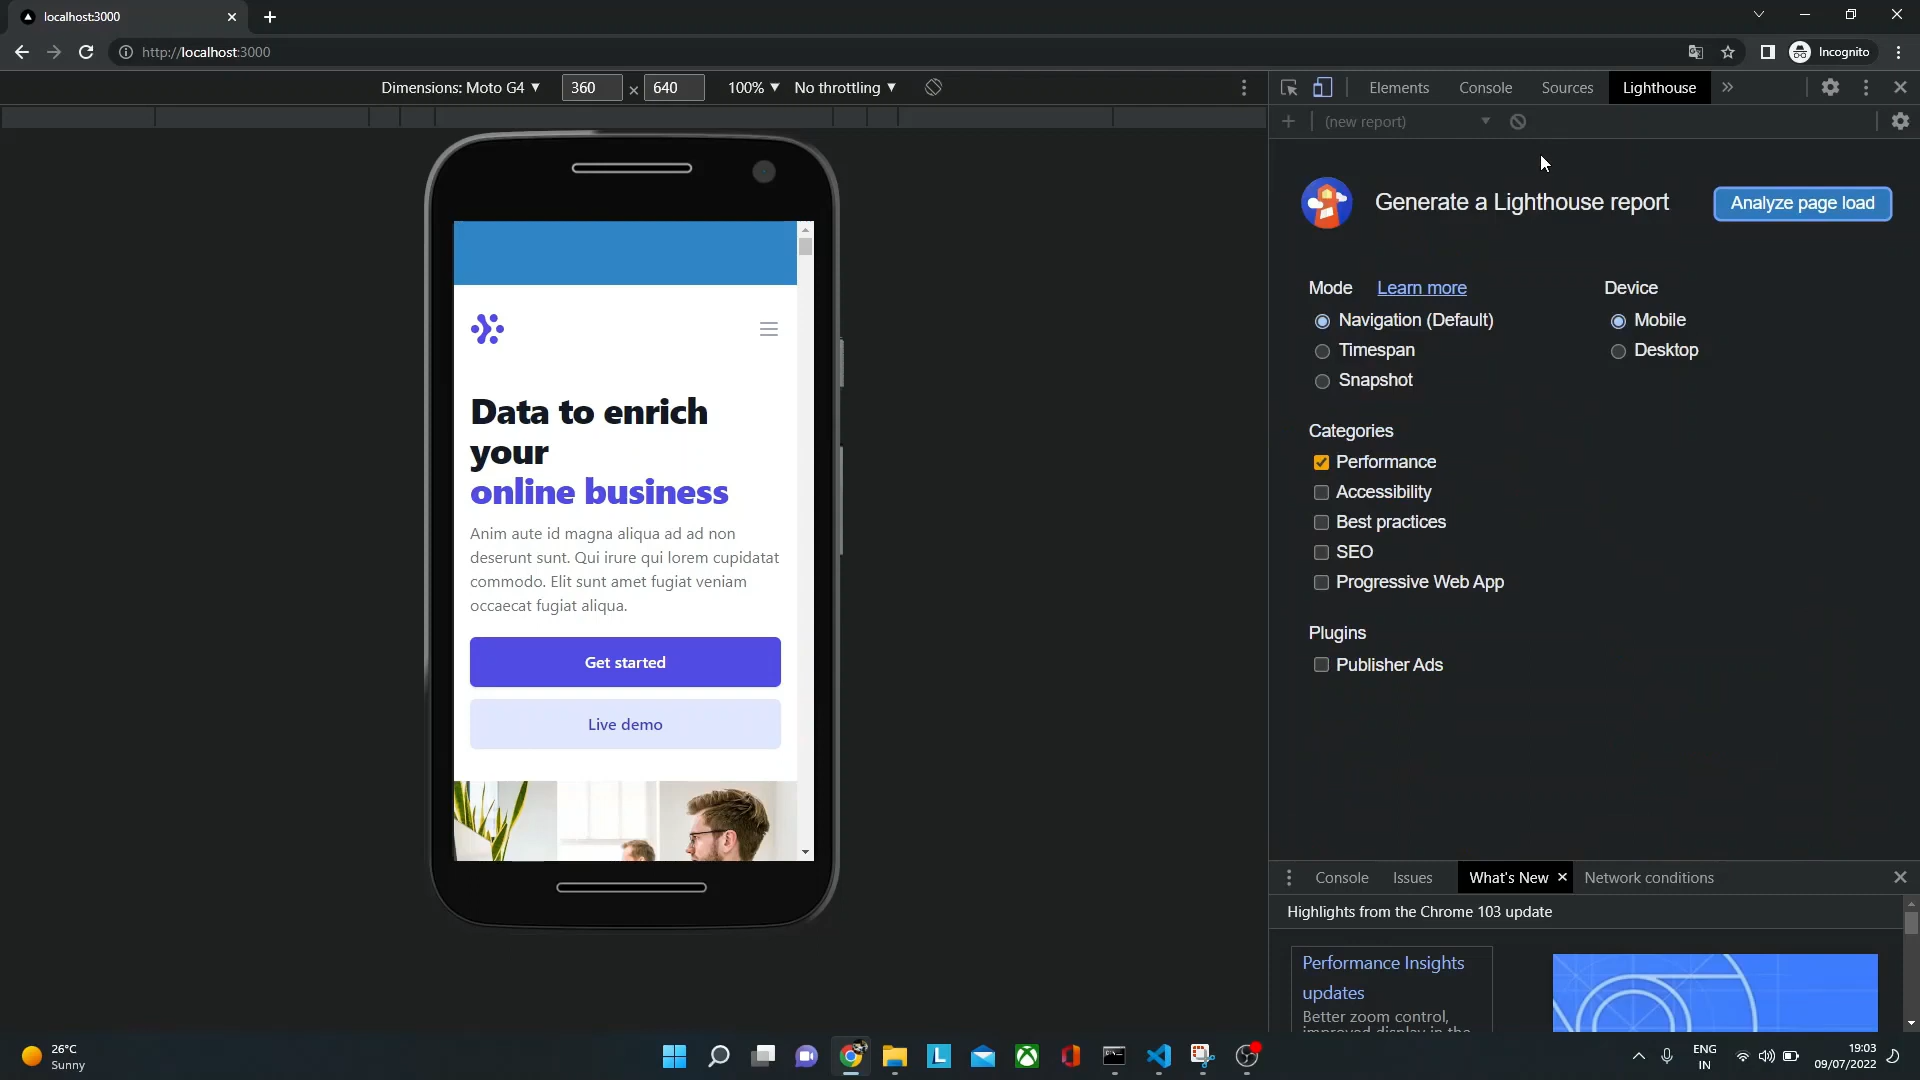 localhost:3000
http://localhost:3000
Incognito
Dimensions: Moto G4
360 × 640
100%
No throttling
Elements
Console
Sources
Lighthouse
(new report)
Generate a Lighthouse report
Analyze page load
Mode
Learn more
Device
Navigation (Default)
Mobile
Timespan
Desktop
Snapshot
Categories
Performance
Accessibility
Best practices
SEO
Progressive Web App
Plugins
Publisher Ads
Data to enrich
your
online business
Anim aute id magna aliqua ad ad non
deserunt sunt. Qui irure qui lorem cupidatat
commodo. Elit sunt amet fugiat veniam
occaecat fugiat aliqua.
Get started
Live demo
Console
Issues
What's New
Network conditions
Highlights from the Chrome 103 update
Performance Insights
updates
Better zoom control,
improved display in the
26°C
Sunny
ENG
IN
19:03
09/07/2022